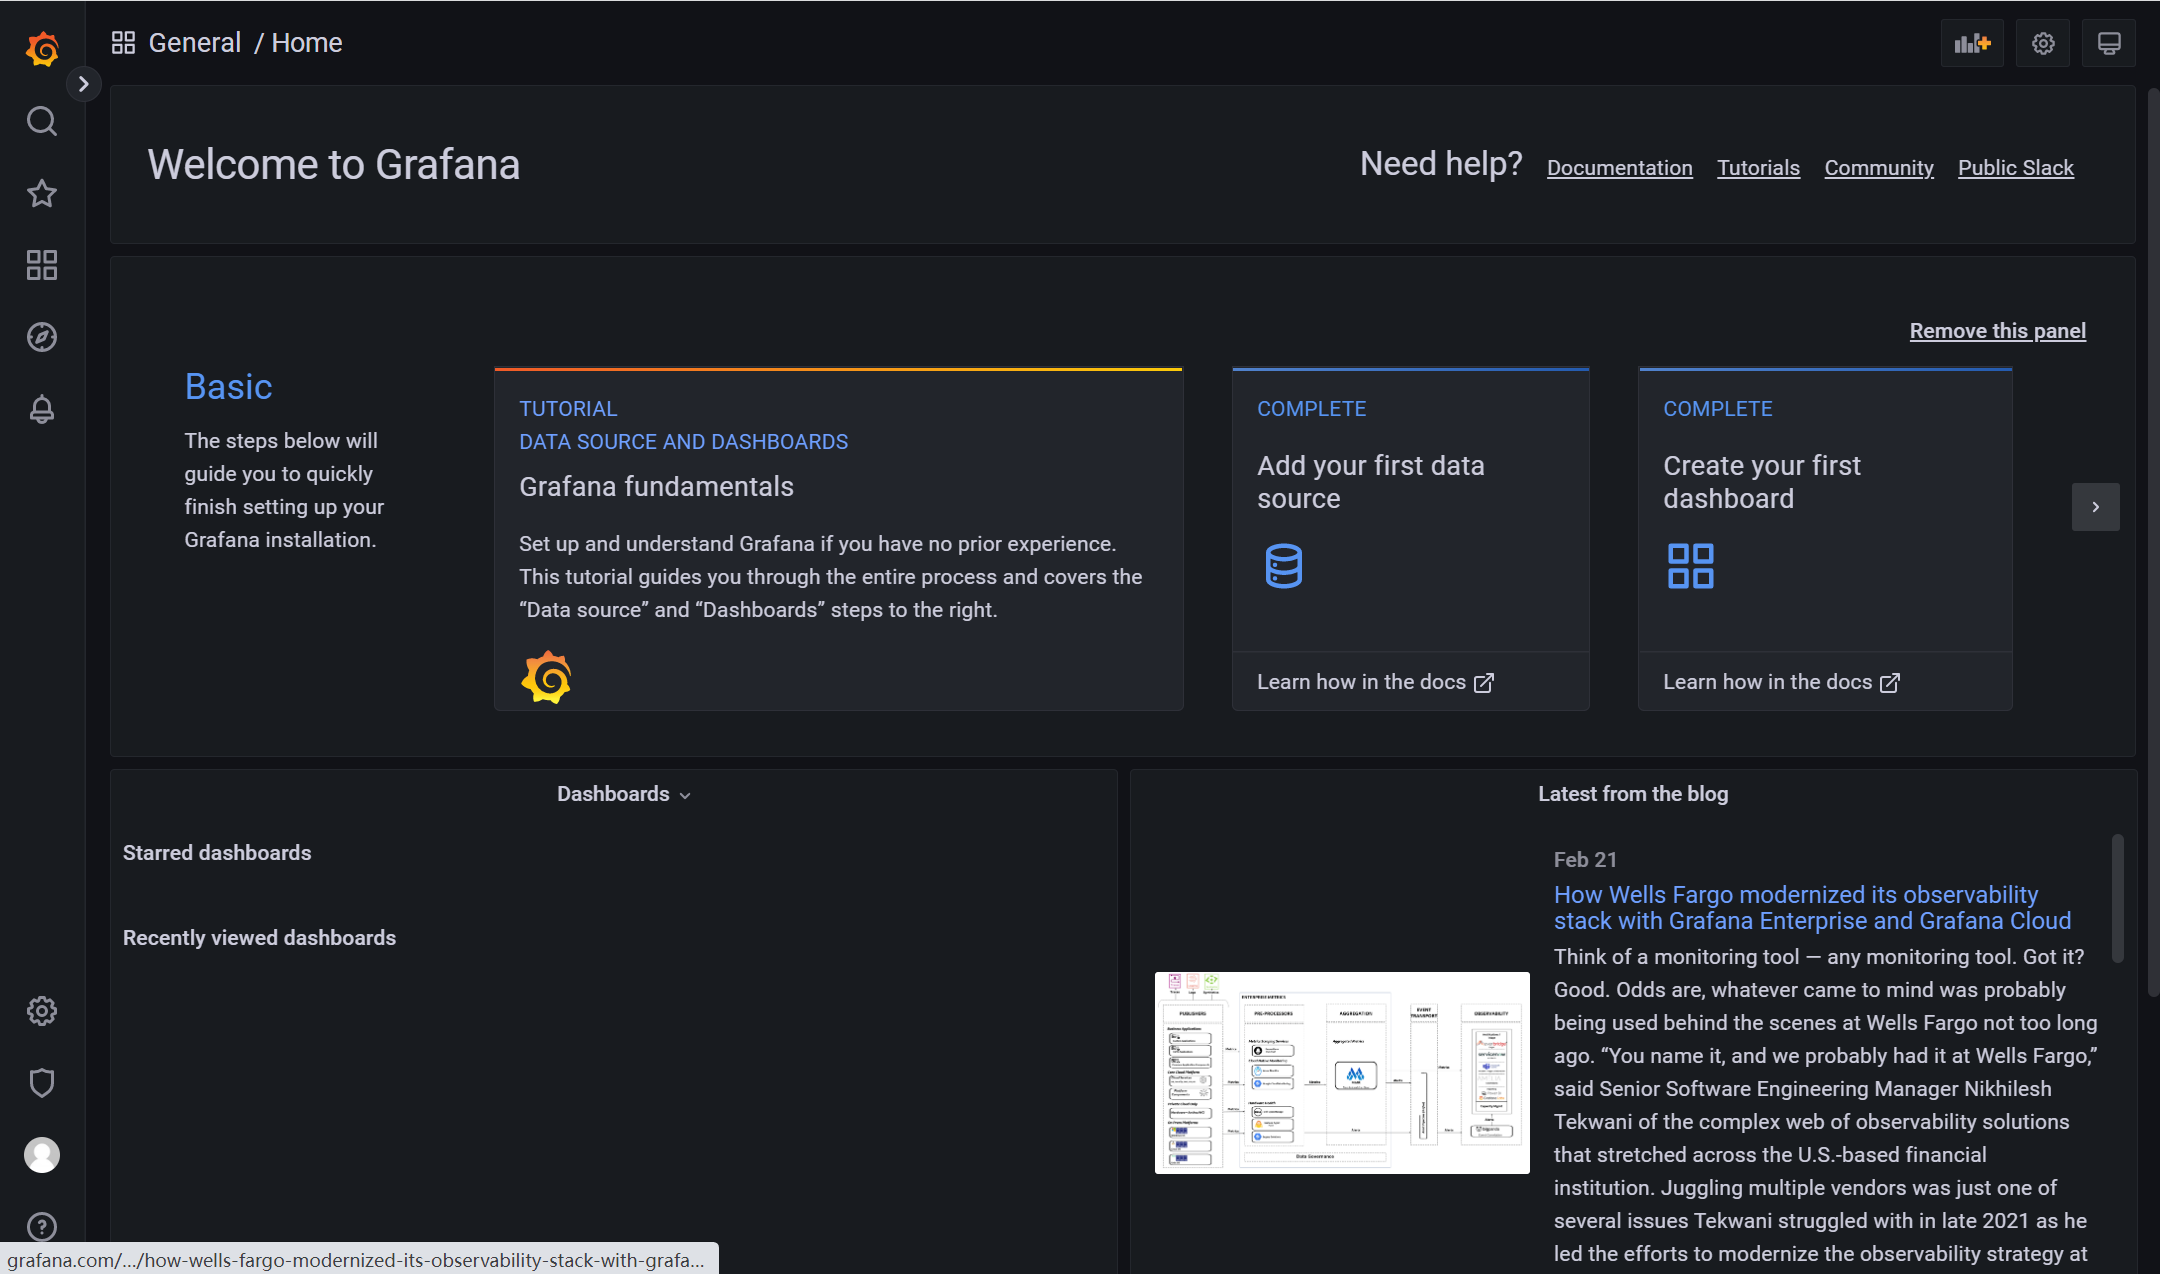 General / Home
Welcome to Grafana
Need help?
Documentation
Tutorials
Community
Public Slack
Remove this panel
Basic
The steps below will
guide you to quickly
finish setting up your
Grafana installation.
TUTORIAL
DATA SOURCE AND DASHBOARDS
Grafana fundamentals
Set up and understand Grafana if you have no prior experience.
This tutorial guides you through the entire process and covers the
“Data source” and “Dashboards” steps to the right.
COMPLETE
Add your first data
source
Learn how in the docs
COMPLETE
Create your first
dashboard
Learn how in the docs
Dashboards
Starred dashboards
Recently viewed dashboards
Latest from the blog
Feb 21
How Wells Fargo modernized its observability
stack with Grafana Enterprise and Grafana Cloud
Think of a monitoring tool — any monitoring tool. Got it?
Good. Odds are, whatever came to mind was probably
being used behind the scenes at Wells Fargo not too long
ago. “You name it, and we probably had it at Wells Fargo,”
said Senior Software Engineering Manager Nikhilesh
Tekwani of the complex web of observability solutions
that stretched across the U.S.-based financial
institution. Juggling multiple vendors was just one of
several issues Tekwani struggled with in late 2021 as he
led the efforts to modernize the observability strategy at
ENTERPRISE METRICS
PUBLISHERS
PRE-PROCESSORS
AGGREGATION
EVENT
TRANSPORT
OBSERVABILITY
Data Governance
grafana.com/.../how-wells-fargo-modernized-its-observability-stack-with-grafa...